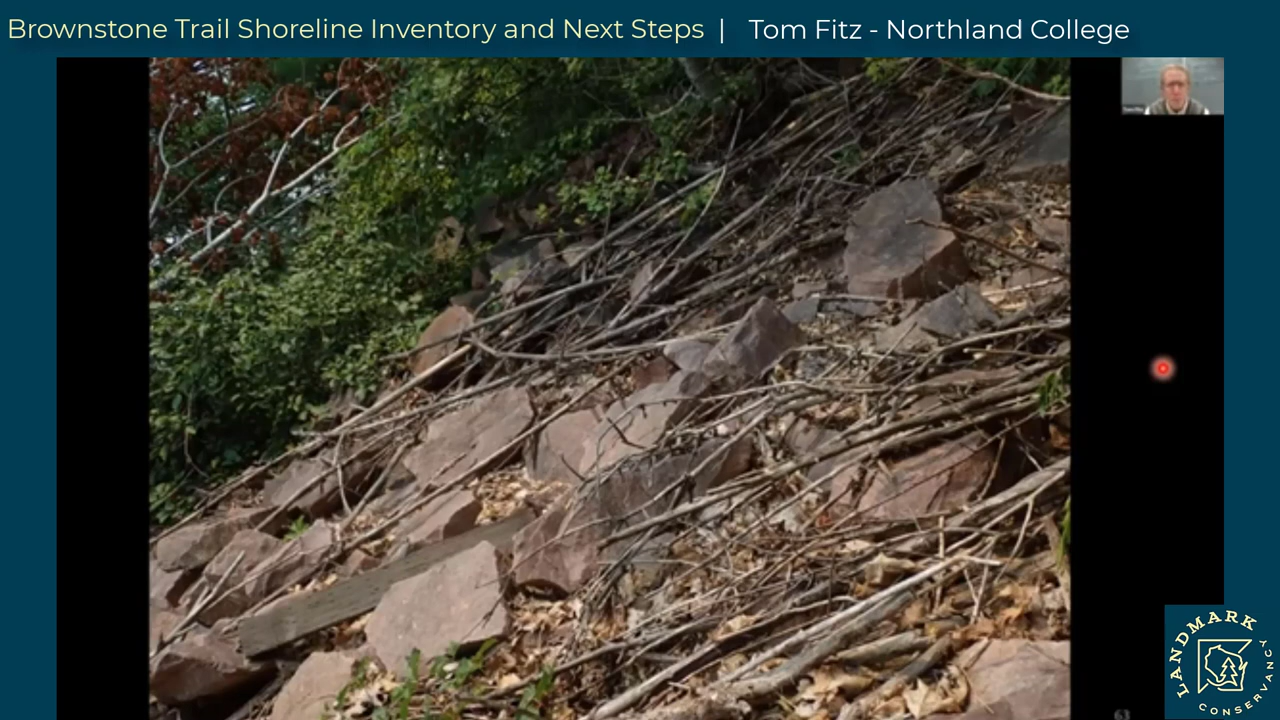 Brownstone Trail Shoreline Inventory and Next Steps | Tom Fitz - Northland College
LANDMARK
CONSERVANCY